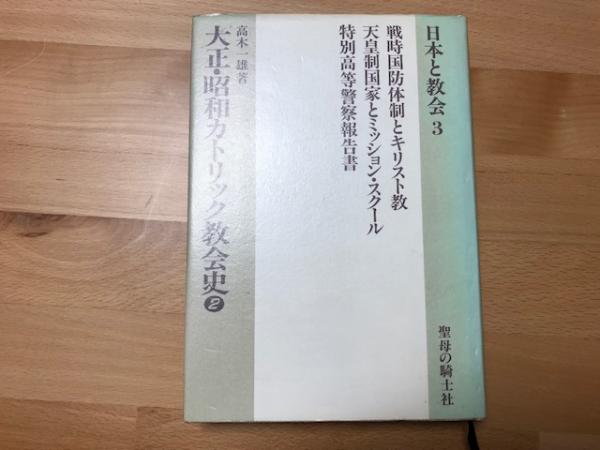 日本と教会 3
戦時国防体制とキリスト教
天皇制国家とミッション・スクール
特別高等警察報告書
高木一雄著
大正・昭和カトリック教会史 2
聖母の騎士社